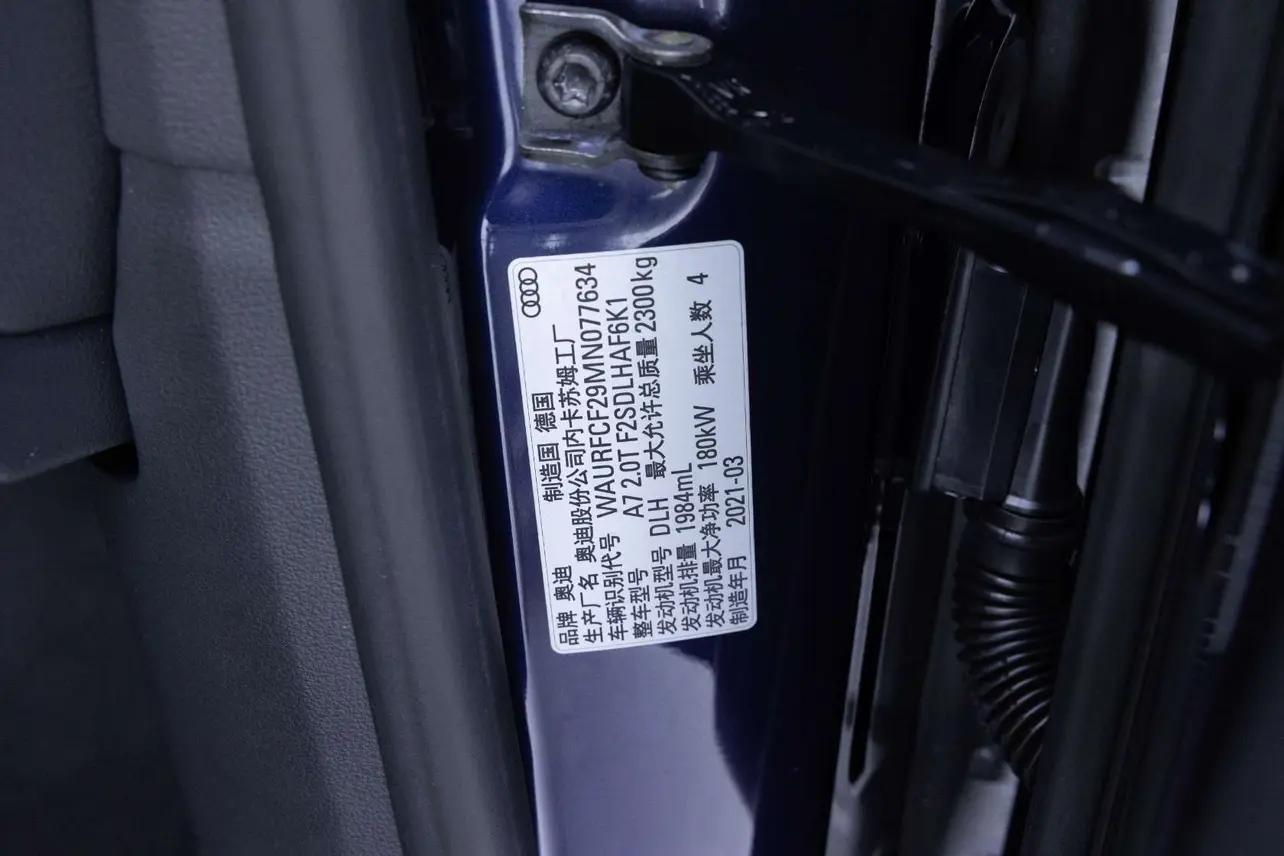 品牌 奥迪 制造国 德国
生产厂名 奥迪股份公司内卡苏姆工厂
车辆识别代号 WAURFCF29MN077634
整车型号 A7 2.0T F2SDLHAF6K1
发动机型号 DLH 最大允许总质量 2300kg
发动机排量 1984mL
发动机最大净功率 180kW 乘坐人数 4
制造年月 2021-03